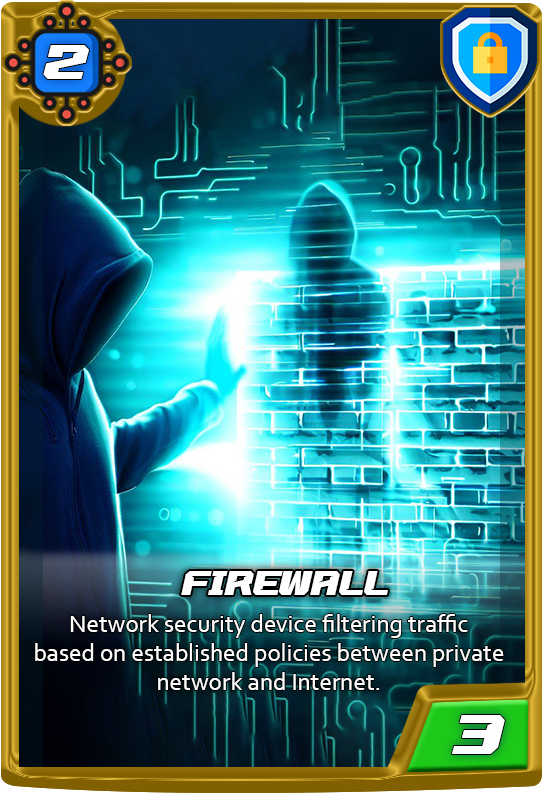 2
FIREWALL
Network security device filtering traffic
based on established policies between private
network and Internet.
3